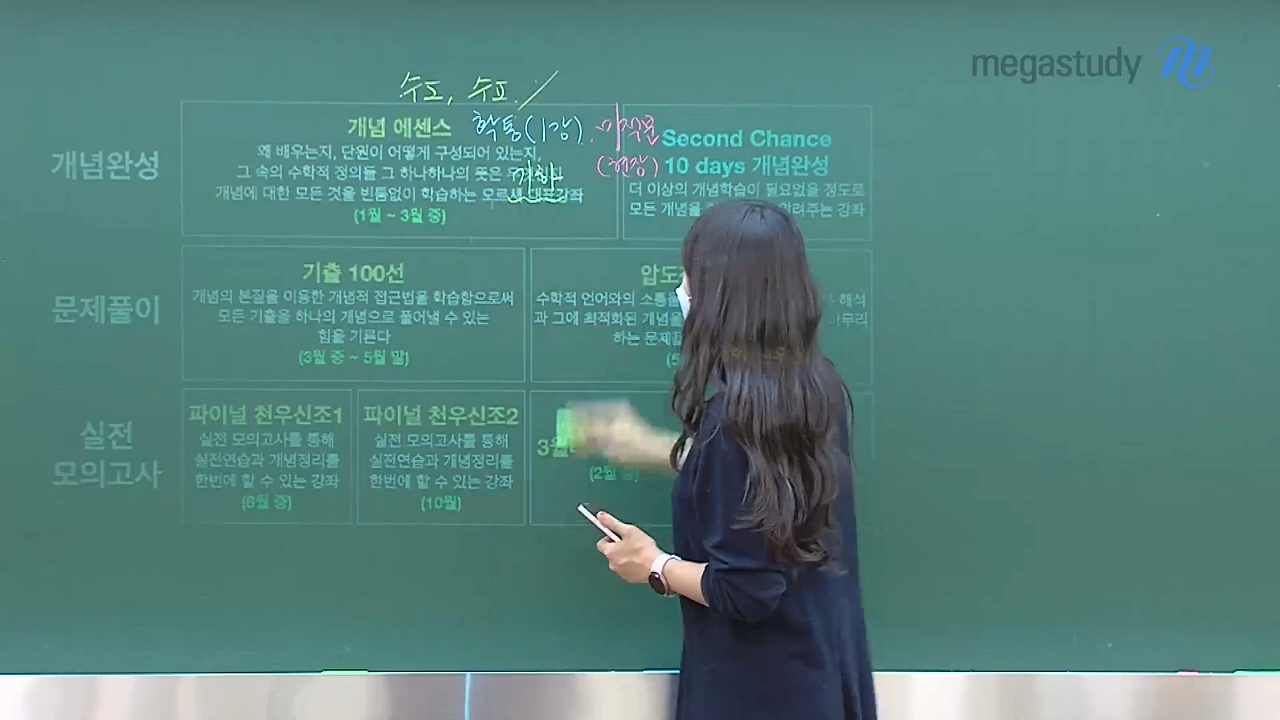 megastudy
수도, 수표.
개념완성
개념 에센스
학통(1강).
왜 배우는지, 단원이 어떻게 구성되어 있는지,
그 속의 수학적 정의들 그 하나하나의 뜻은
개념에 대한 모든 것을 빈틈없이 학습하는
(1월 ~ 3월 중)
(현장)
Second Chance
10 days 개념완성
더 이상의 개념학습이 필요없을 정도로
모든 개념을 알려주는 강좌
문제풀이
기출 100선
개념의 본질을 이용한 개념적 접근법을 학습함으로써
모든 기출을 하나의 개념으로 풀어낼 수 있는
힘을 기른다
(3월 중 ~ 5월 말)
수학적 언어와의 해석
과 그에 최적화된 개념을 마무리
하는
실전
모의고사
파이널 천우신조1
실전 모의고사를 통해
실전연습과 개념정리를
한번에 할 수 있는 강좌
(8월 중)
파이널 천우신조2
실전 모의고사를 통해
실전연습과 개념정리를
한번에 할 수 있는 강좌
(10월)
3월
(2월 중)